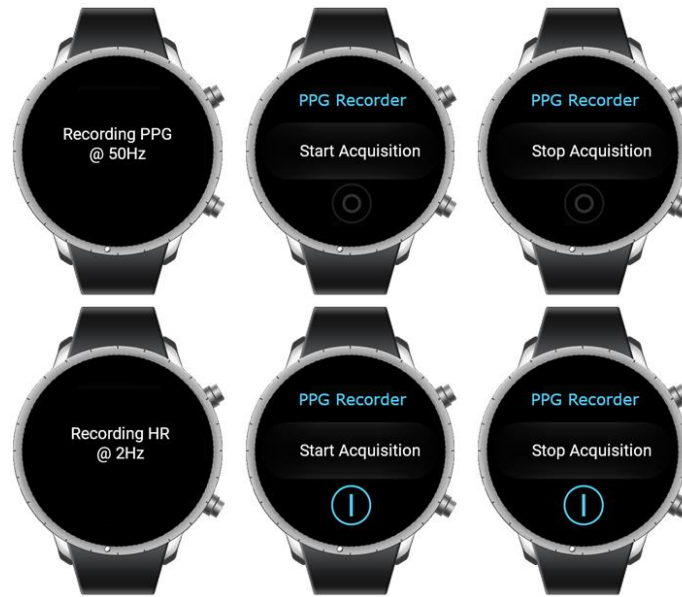 Recording PPG
@ 50Hz
PPG Recorder
Start Acquisition
PPG Recorder
Stop Acquisition
Recording HR
@ 2Hz
PPG Recorder
Start Acquisition
PPG Recorder
Stop Acquisition